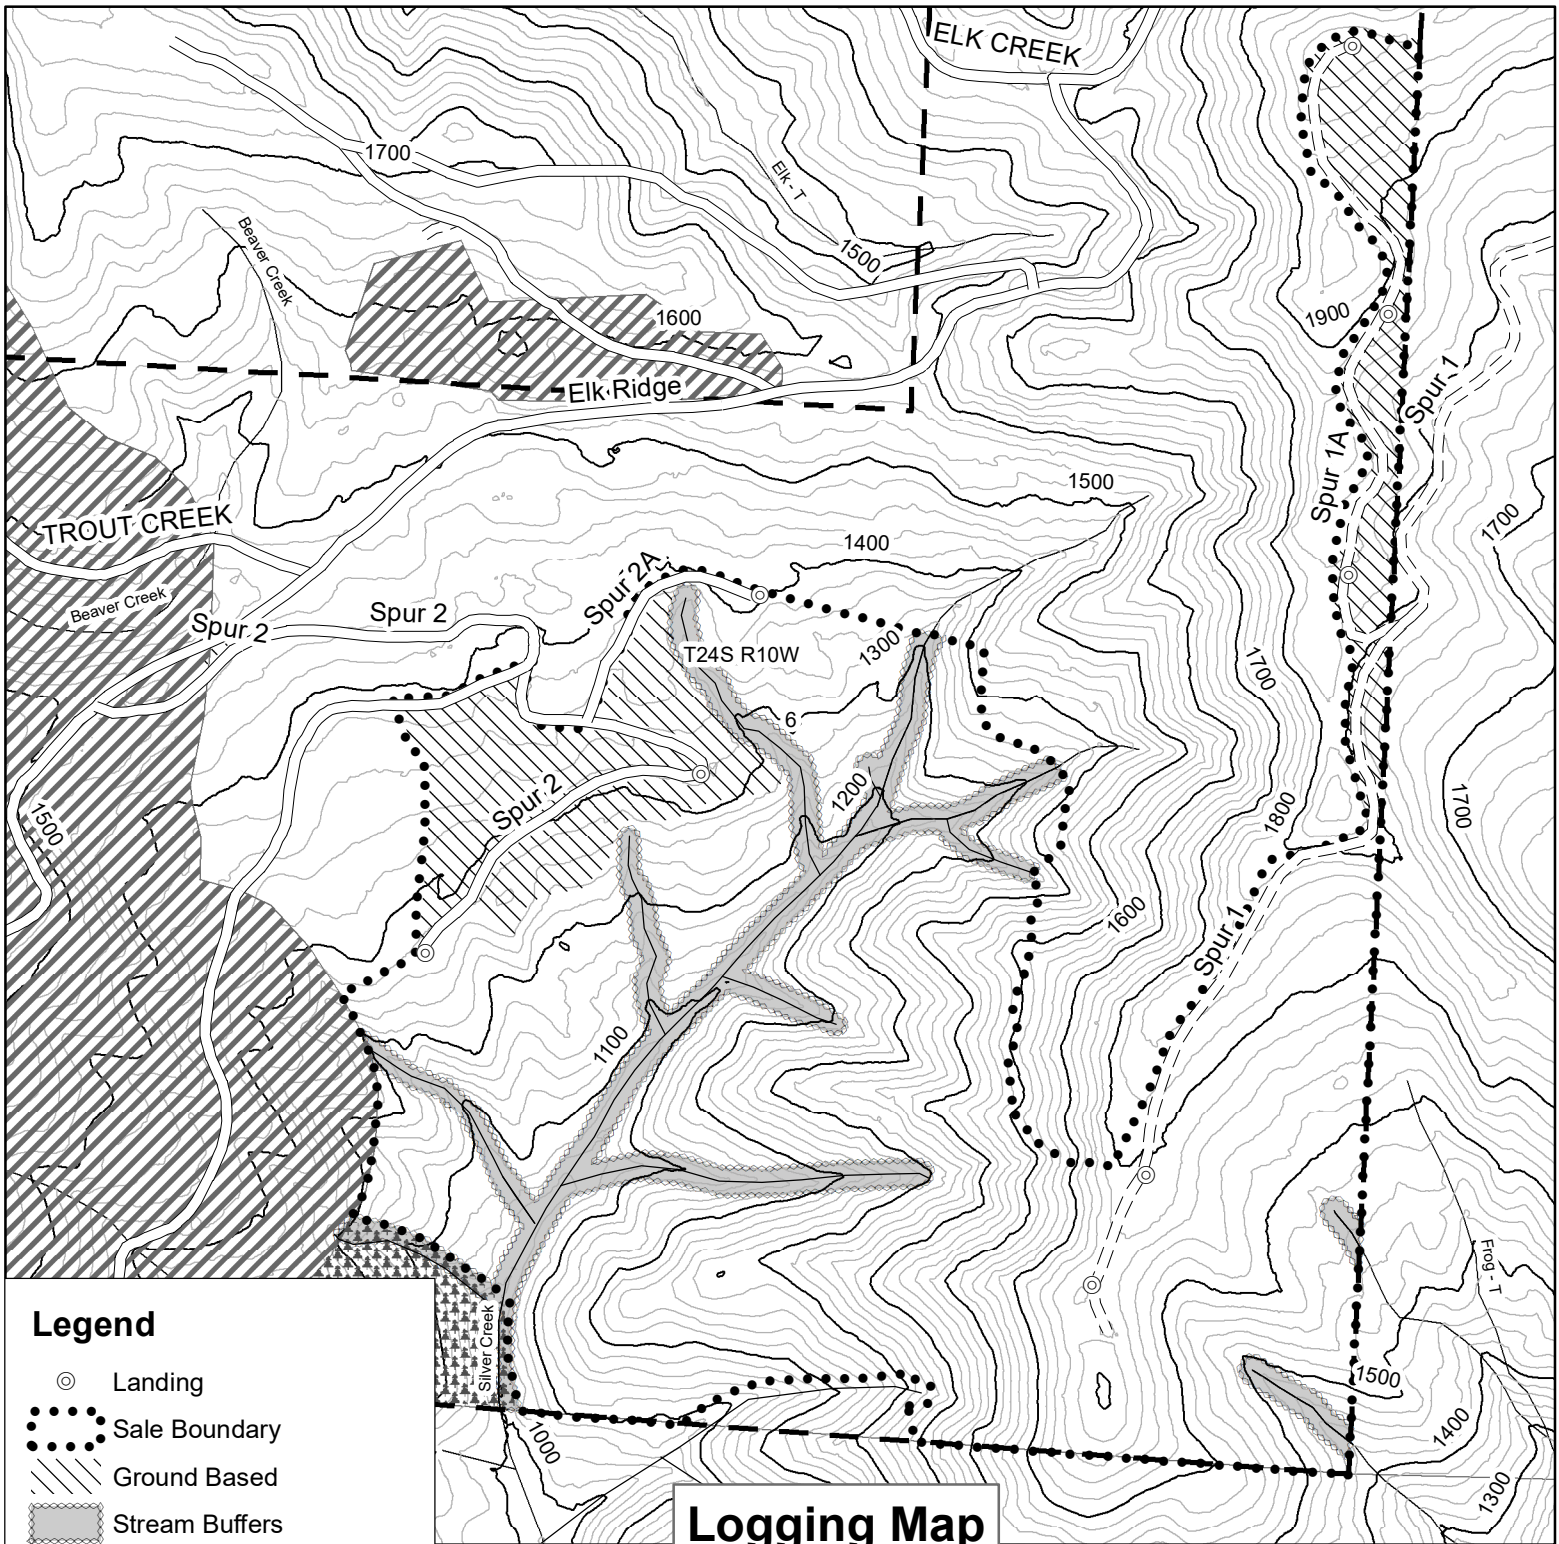 ELK CREEK
1700
Elk - T
Beaver Creek
1500
1600
1900
Elk Ridge
Spur 1
Spur 1A
1500
1700
TROUT CREEK
1400
Spur 2A
Beaver Creek
Spur 2
Spur 2
1300
T24S R10W
1700
6
1200
Spur 2
1800
1700
1500
1600
Spur 1
1100
Frog - T
Silver Creek
1500
1400
1000
1300
Legend
Landing
Sale Boundary
Ground Based
Stream Buffers
Logging Map